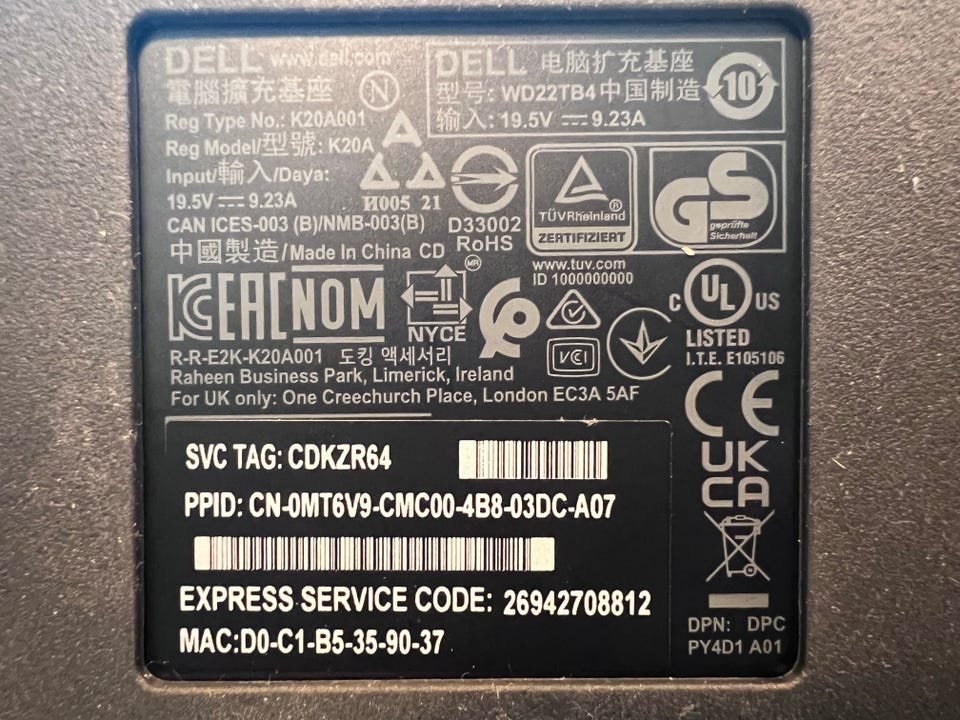 DELL www.dell.com
電腦擴充基座 N
Reg Type No.: K20A001
Reg Model/型號: K20A
Input/輸入/Daya:
19.5V ⎓ 9.23A
CAN ICES-003 (B)/NMB-003(B)
中國製造/Made In China CD
DELL 电脑扩充基座
型号: WD22TB4 中国制造
输入: 19.5V ⎓ 9.23A
10
И005 21
D33002
RoHS
TÜVRheinland®
ZERTIFIZIERT
GS
geprüfte
Sicherheit
www.tuv.com
ID 1000000000
KC EAC NOM
MR
NYCE
VCI
C UL US
LISTED
I.T.E. E105106
R-R-E2K-K20A001 도킹 액세서리
Raheen Business Park, Limerick, Ireland
For UK only: One Creechurch Place, London EC3A 5AF
CE
UK
CA
SVC TAG: CDKZR64
PPID: CN-0MT6V9-CMC00-4B8-03DC-A07
EXPRESS SERVICE CODE: 26942708812
MAC:D0-C1-B5-35-90-37
DPN: DPC
PY4D1 A01